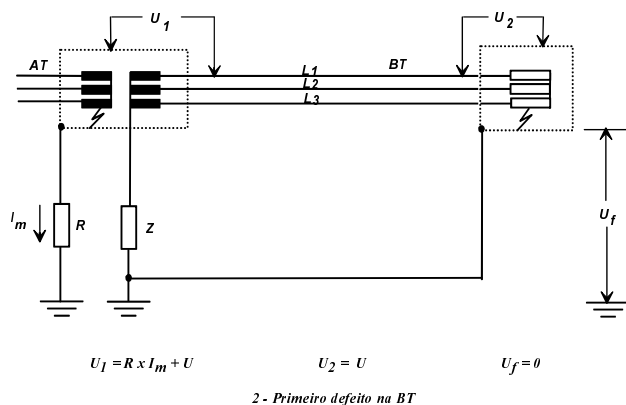 U1
U2
AT
L1
BT
L2
L3
Im
R
Z
Uf
U1 = R x Im + U
U2 = U
Uf = 0
2 - Primeiro defeito na BT